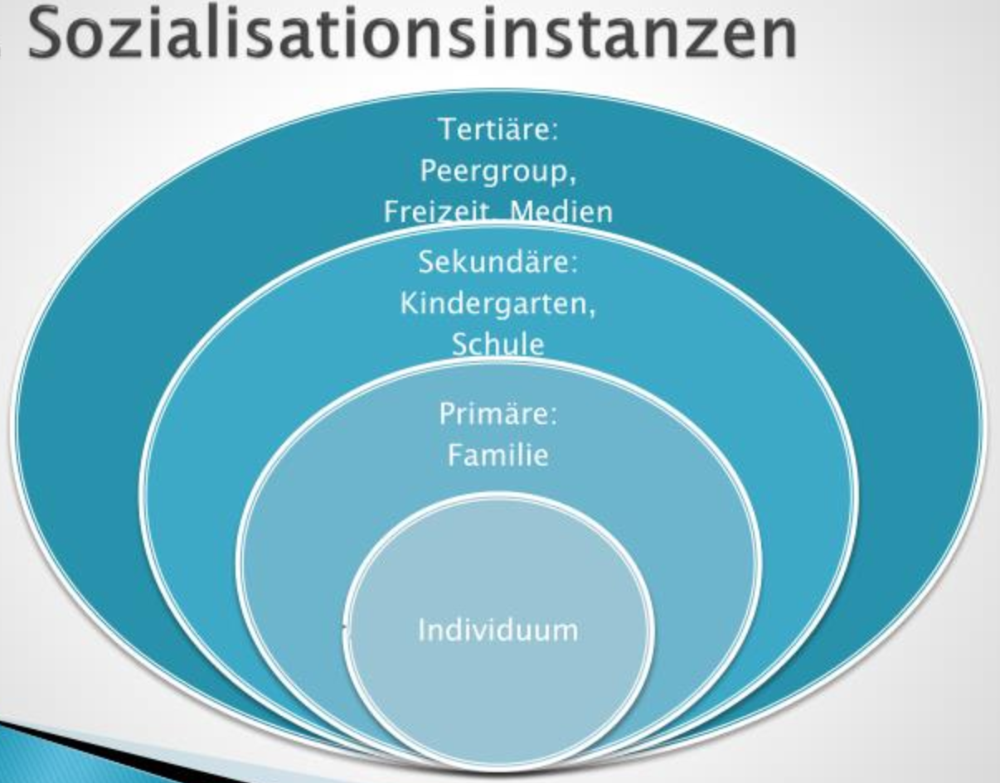 Sozialisationsinstanzen
Tertiäre:
Peergroup,
Freizeit, Medien
Sekundäre:
Kindergarten,
Schule
Primäre:
Familie
Individuum